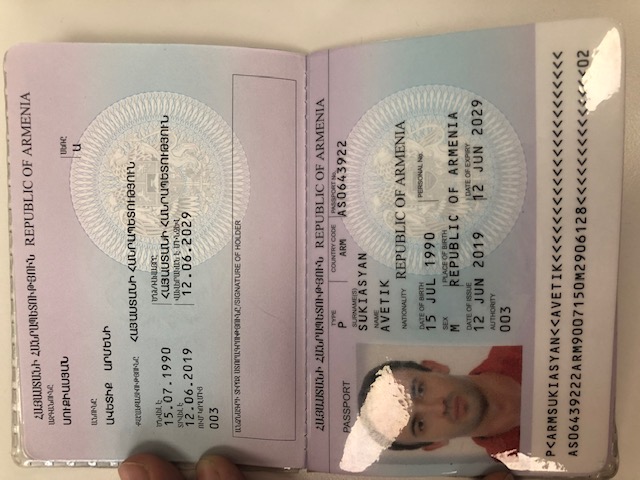 ՀԱՅԱՍՏԱՆԻ ՀԱՆՐԱՊԵՏՈՒԹՅՈՒՆ REPUBLIC OF ARMENIA
ԱԶԳԱՆՈՒՆԸ ՍԵՌԸ
ՍՈՒՔԻԱՍՅԱՆ Ա
ԱՆՈՒՆԸ
ԱՎԵՏԻՔ ԱՐՄԵՆԻ
ՔԱՂԱՔԱՑԻՈՒԹՅՈՒՆԸ ՀԱՅԱՍՏԱՆԻ ՀԱՆՐԱՊԵՏՈՒԹՅՈՒՆ
ԾՆՎԵԼ Է ԾՆՆԴԱՎԱՅՐԸ
15.07.1990 ՀԱՅԱՍՏԱՆԻ ՀԱՆՐԱՊԵՏՈՒԹՅՈՒՆ
ՏՐՎԵԼ Է ՎԱՎԵՐԱԿԱՆ Է ՄԻՆՉԵՎ
12.06.2019 12.06.2029
ՈՒՄ ԿՈՂՄԻՑ
003
ԱՆՁՆԱԳՐԻ ՏԻՐՈՋ ՍՏՈՐԱԳՐՈՒԹՅՈՒՆԸ/SIGNATURE OF HOLDER
ՀԱՅԱՍՏԱՆԻ ՀԱՆՐԱՊԵՏՈՒԹՅՈՒՆ REPUBLIC OF ARMENIA
PASSPORT TYPE COUNTRY CODE PASSPORT No.
P ARM AS0643922
SURNAME(S)
SUKIASYAN
NAME
AVETIK
NATIONALITY REPUBLIC OF ARMENIA
DATE OF BIRTH PERSONAL No.
15 JUL 1990
SEX PLACE OF BIRTH
M REPUBLIC OF ARMENIA
DATE OF ISSUE DATE OF EXPIRY
12 JUN 2019 12 JUN 2029
AUTHORITY
003
P<ARMSUKIASYAN<<AVETIK<<<<<<<<<<<<<<<<<<<<<<
AS06439222ARM9007150M2906128<<<<<<<<<<<<<<02